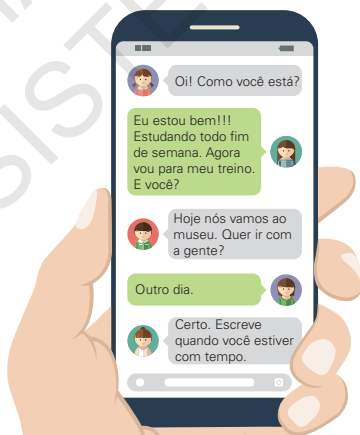 Oi! Como você está?
Eu estou bem!!!
Estudando todo fim
de semana. Agora
vou para meu treino.
E você?
Hoje nós vamos ao
museu. Quer ir com
a gente?
Outro dia.
Certo. Escreve
quando você estiver
com tempo.